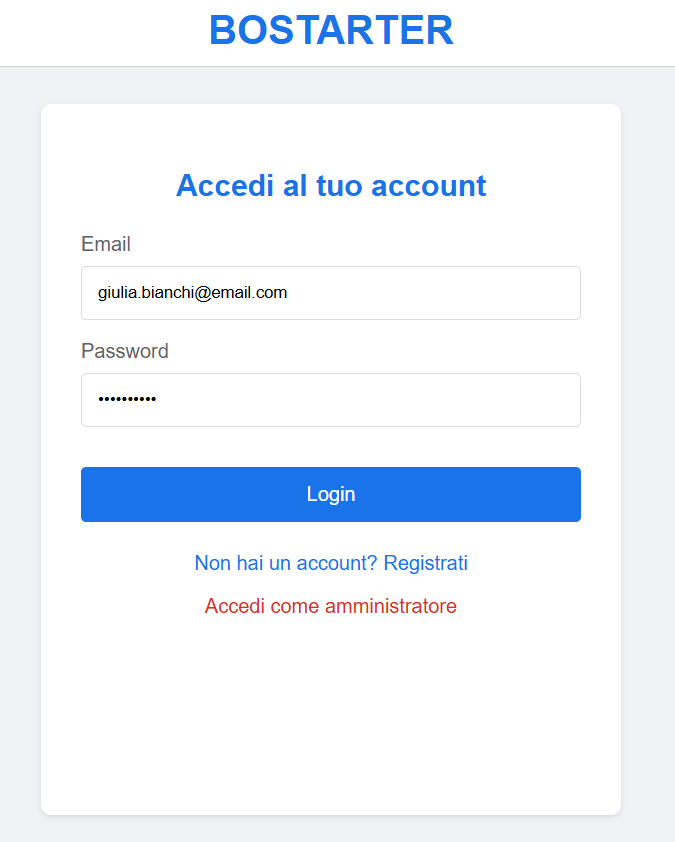 BOSTARTER
Accedi al tuo account
Email
giulia.bianchi@email.com
Password
••••••••••
Login
Non hai un account? Registrati
Accedi come amministratore